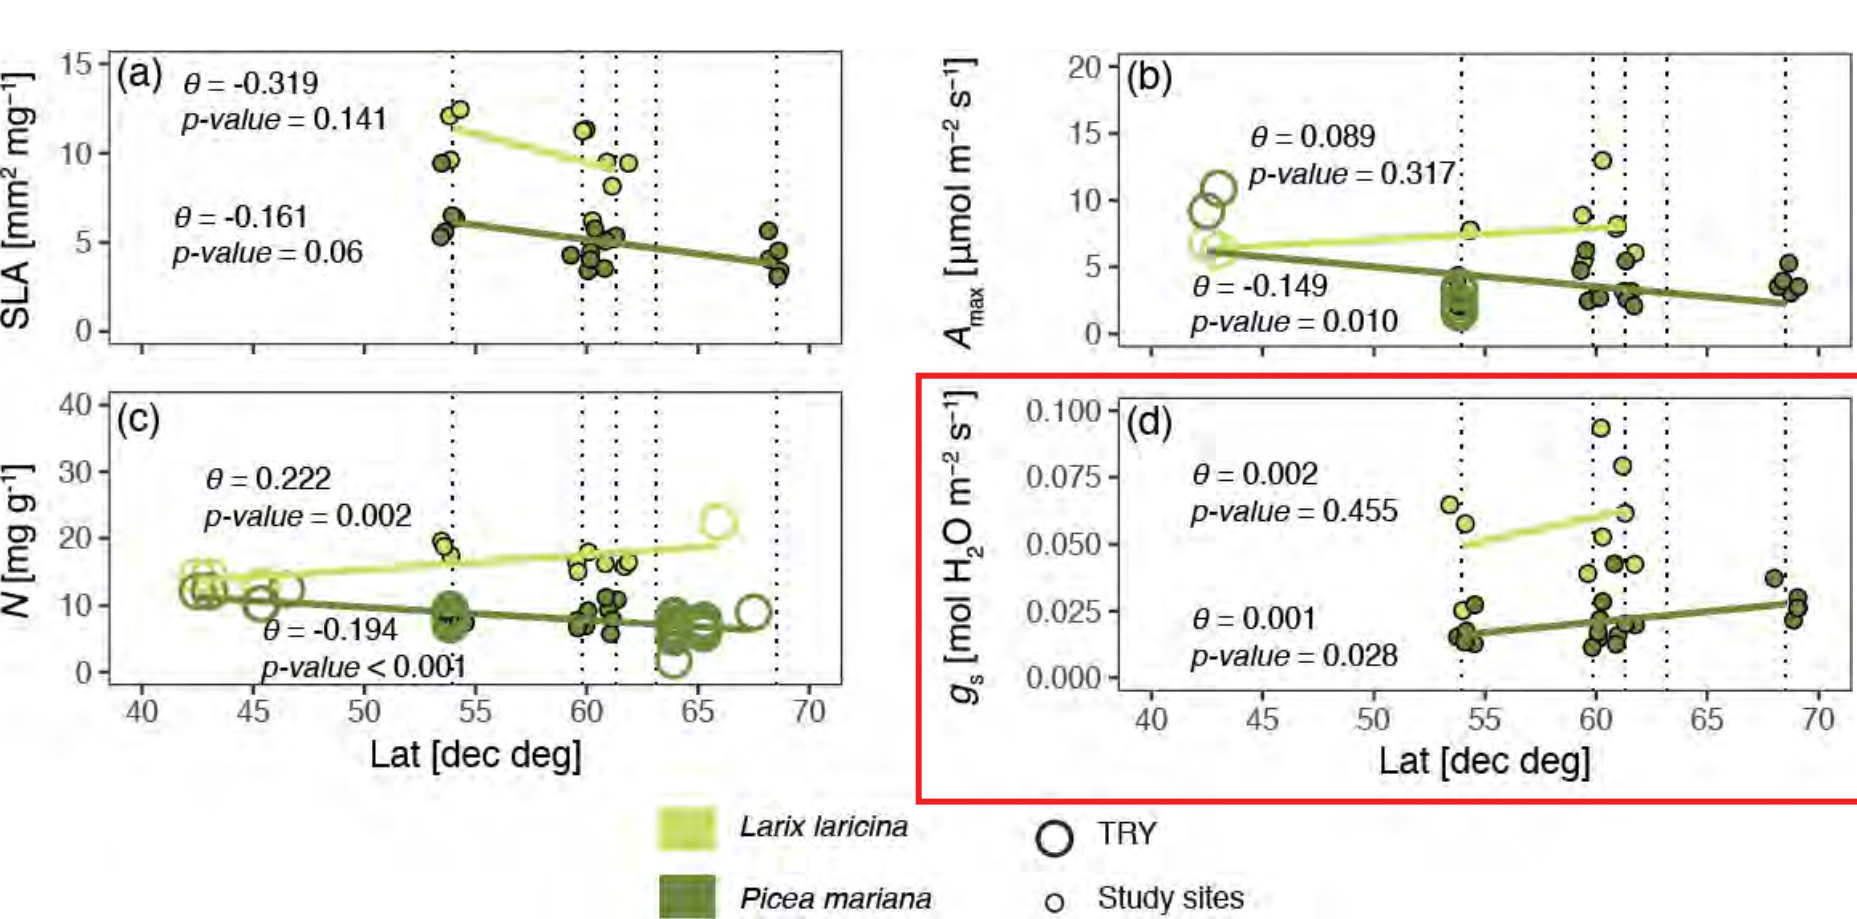 (a)
θ = -0.319
p-value = 0.141
θ = -0.161
p-value = 0.06
SLA [mm² mg⁻¹]
15
10
5
0
(b)
θ = 0.089
p-value = 0.317
θ = -0.149
p-value = 0.010
Amax [µmol m⁻² s⁻¹]
20
15
10
5
0
(c)
θ = 0.222
p-value = 0.002
θ = -0.194
p-value < 0.001
N [mg g⁻¹]
40
30
20
10
0
40 45 50 55 60 65 70
Lat [dec deg]
(d)
θ = 0.002
p-value = 0.455
θ = 0.001
p-value = 0.028
gs [mol H₂O m⁻² s⁻¹]
0.100
0.075
0.050
0.025
0.000
40 45 50 55 60 65 70
Lat [dec deg]
Larix laricina
Picea mariana
TRY
Study sites